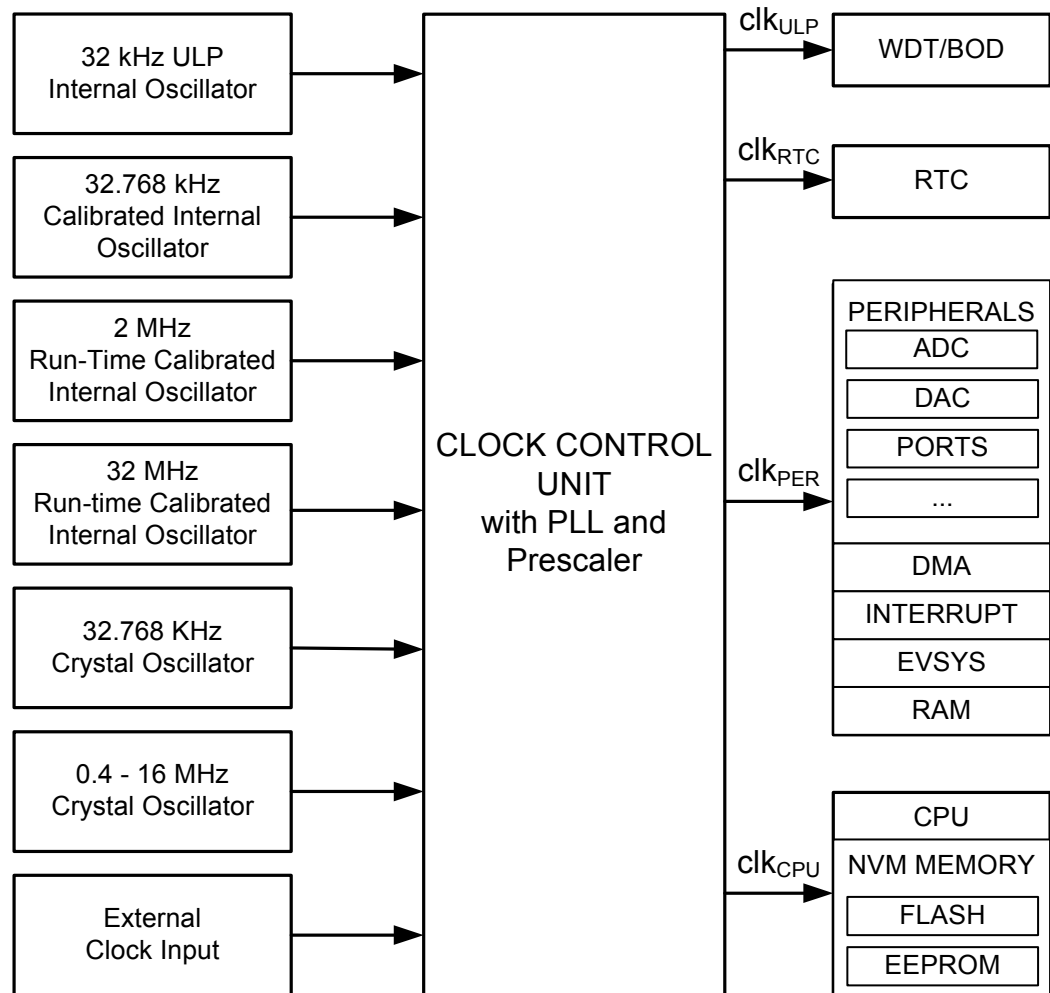 32 kHz ULP
Internal Oscillator
32.768 kHz
Calibrated Internal
Oscillator
2 MHz
Run-Time Calibrated
Internal Oscillator
32 MHz
Run-time Calibrated
Internal Oscillator
32.768 KHz
Crystal Oscillator
0.4 - 16 MHz
Crystal Oscillator
External
Clock Input
CLOCK CONTROL
UNIT
with PLL and
Prescaler
clkULP
WDT/BOD
clkRTC
RTC
clkPER
PERIPHERALS
ADC
DAC
PORTS
...
DMA
INTERRUPT
EVSYS
RAM
clkCPU
CPU
NVM MEMORY
FLASH
EEPROM